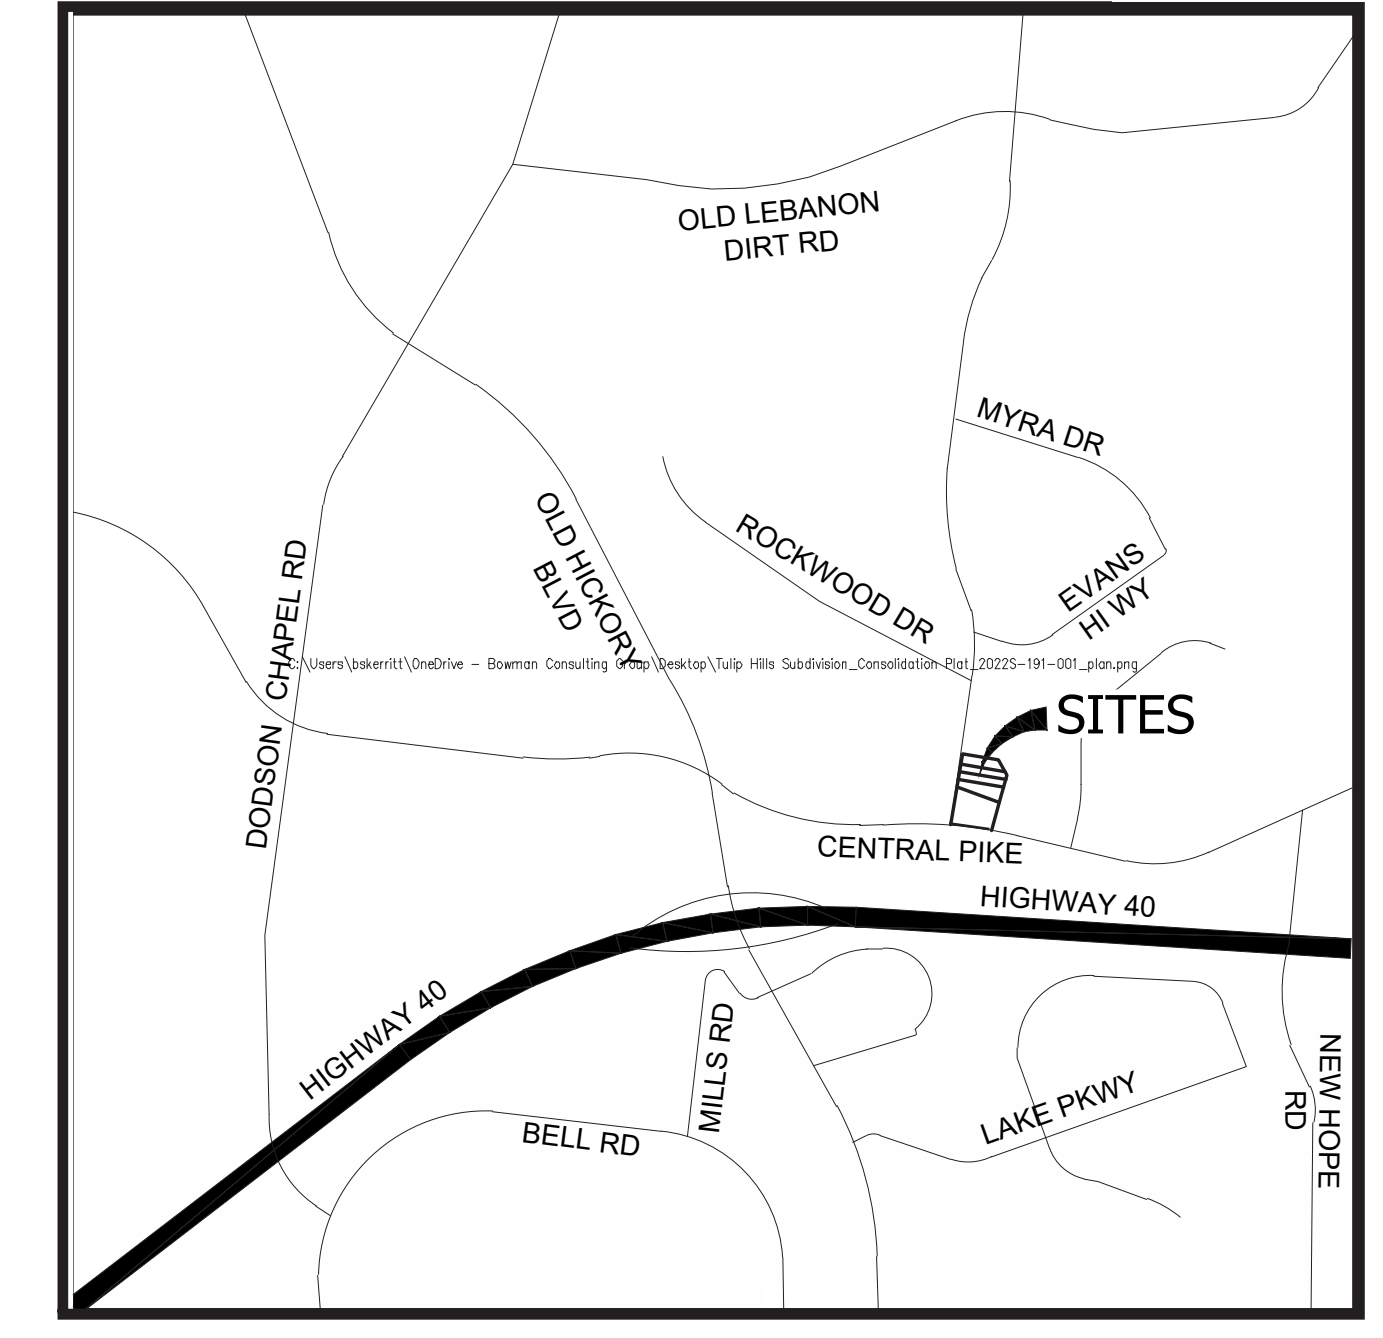 OLD LEBANON
DIRT RD
MYRA DR
OLD HICKORY
BLVD
ROCKWOOD DR
EVANS
HI WY
DODSON CHAPEL RD
C:\Users\bskerritt\OneDrive - Bowman Consulting Group\Desktop\Tulip Hills Subdivision_Consolidation Plat_2022S-191-001_plan.png
SITES
CENTRAL PIKE
HIGHWAY 40
HIGHWAY 40
MILLS RD
BELL RD
LAKE PKWY
NEW HOPE
RD